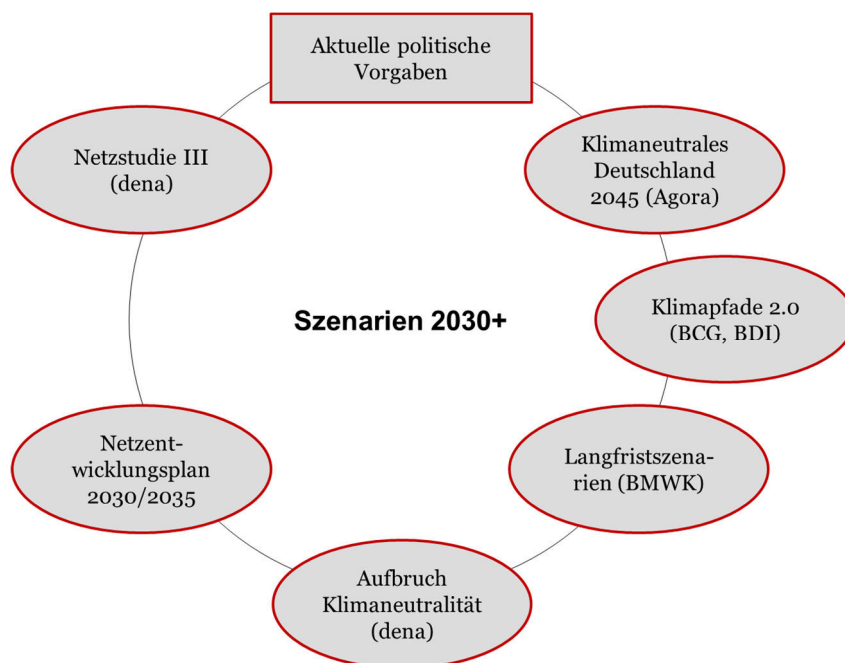 Aktuelle politische
Vorgaben
Netzstudie III
(dena)
Klimaneutrales
Deutschland
2045 (Agora)
Klimapfade 2.0
(BCG, BDI)
Szenarien 2030+
Netzent-
wicklungsplan
2030/2035
Langfristszena-
rien (BMWK)
Aufbruch
Klimaneutralität
(dena)